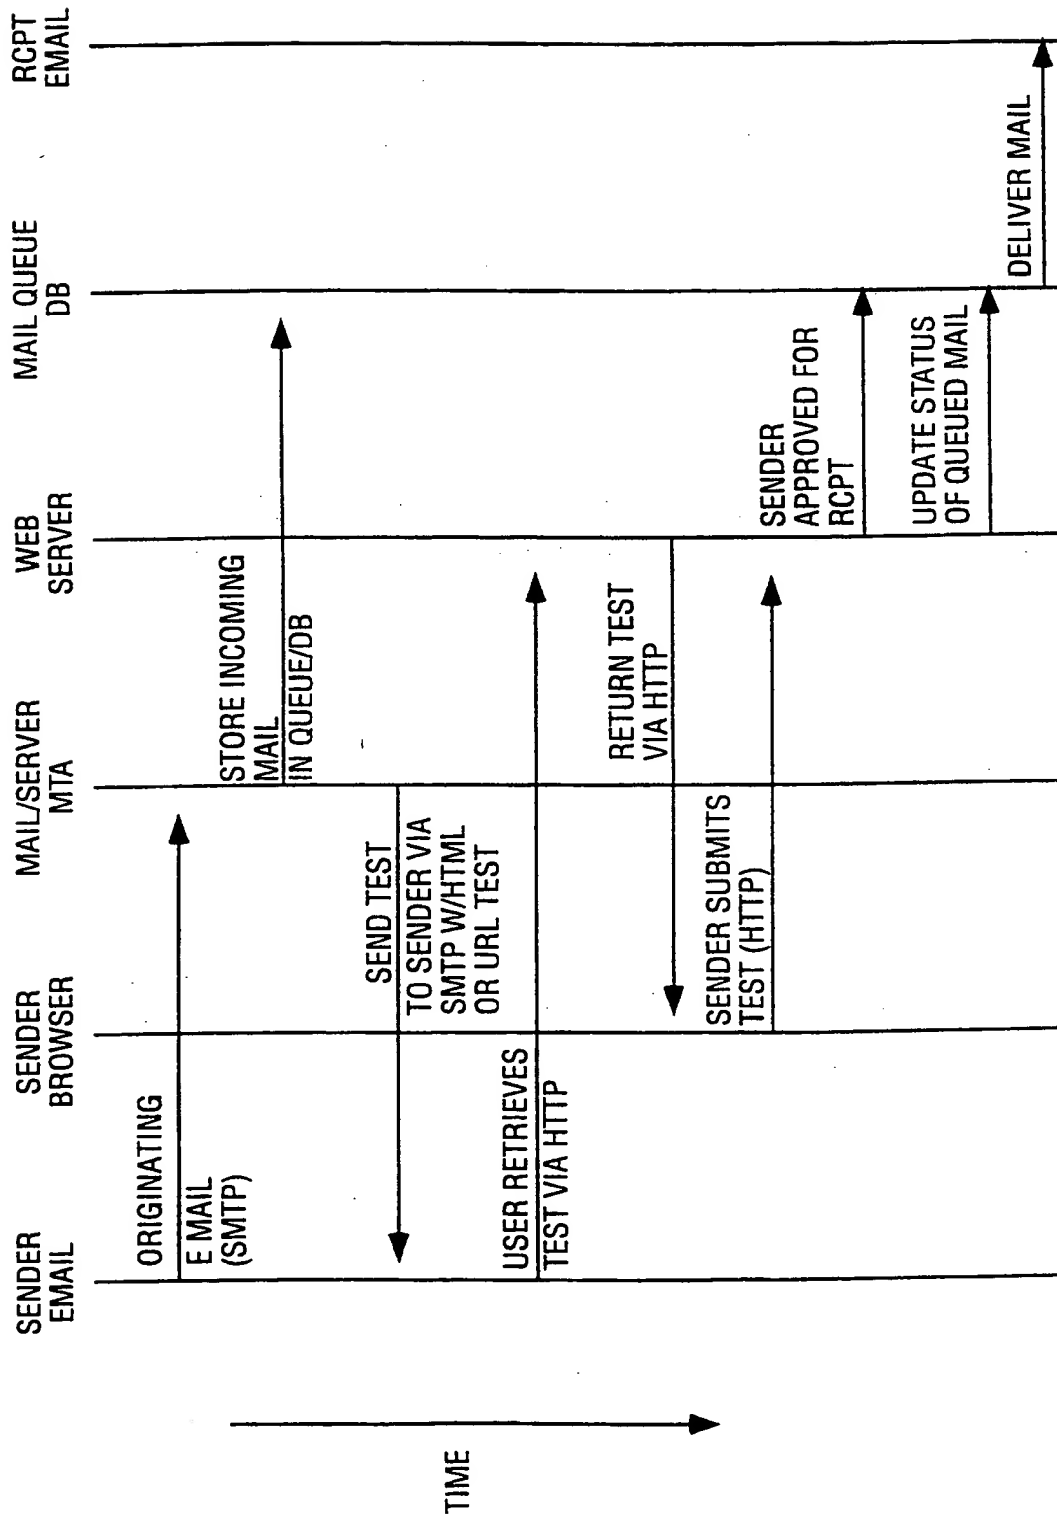 SENDER
EMAIL
SENDER
BROWSER
MAIL/SERVER
MTA
WEB
SERVER
MAIL QUEUE
DB
RCPT
EMAIL
TIME
ORIGINATING
E MAIL
(SMTP)
STORE INCOMING
MAIL
IN QUEUE/DB
SEND TEST
TO SENDER VIA
SMTP W/HTML
OR URL TEST
USER RETRIEVES
TEST VIA HTTP
RETURN TEST
VIA HTTP
SENDER SUBMITS
TEST (HTTP)
SENDER
APPROVED FOR
RCPT
UPDATE STATUS
OF QUEUED MAIL
DELIVER MAIL